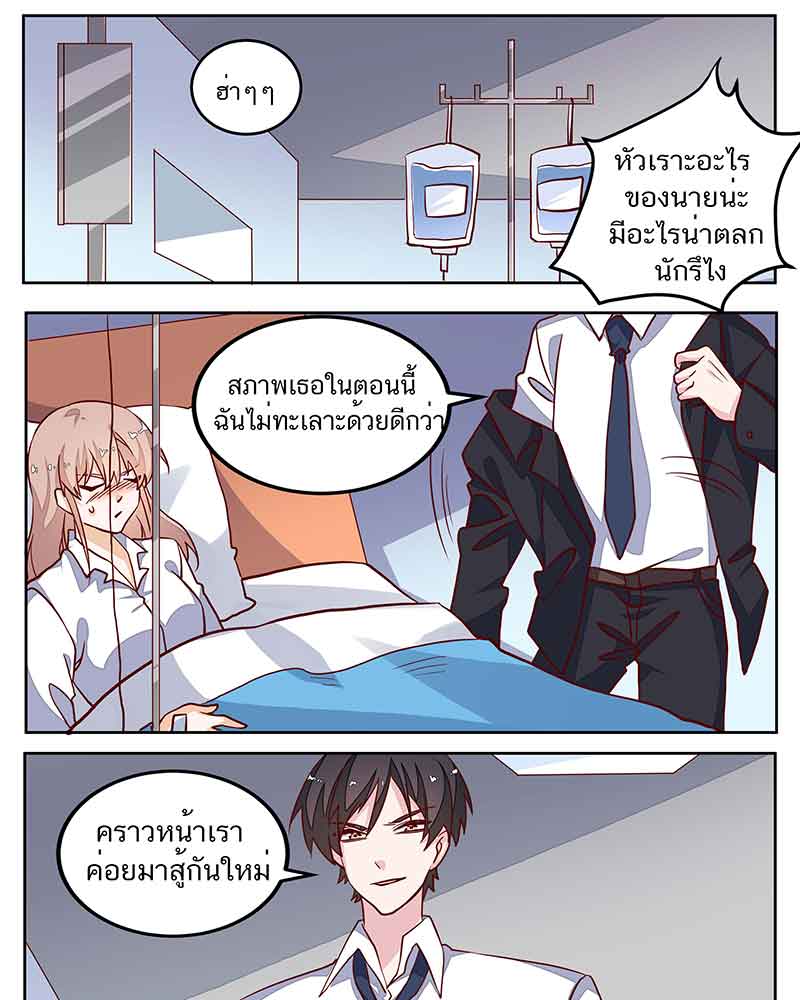 ฮ่าๆๆ
หัวเราะอะไร
ของนายน่ะ
มีอะไรน่าตลก
นักรึไง
สภาพเธอในตอนนี้
ฉันไม่ทะเลาะด้วยดีกว่า
คราวหน้าเรา
ค่อยมาสู้กันใหม่